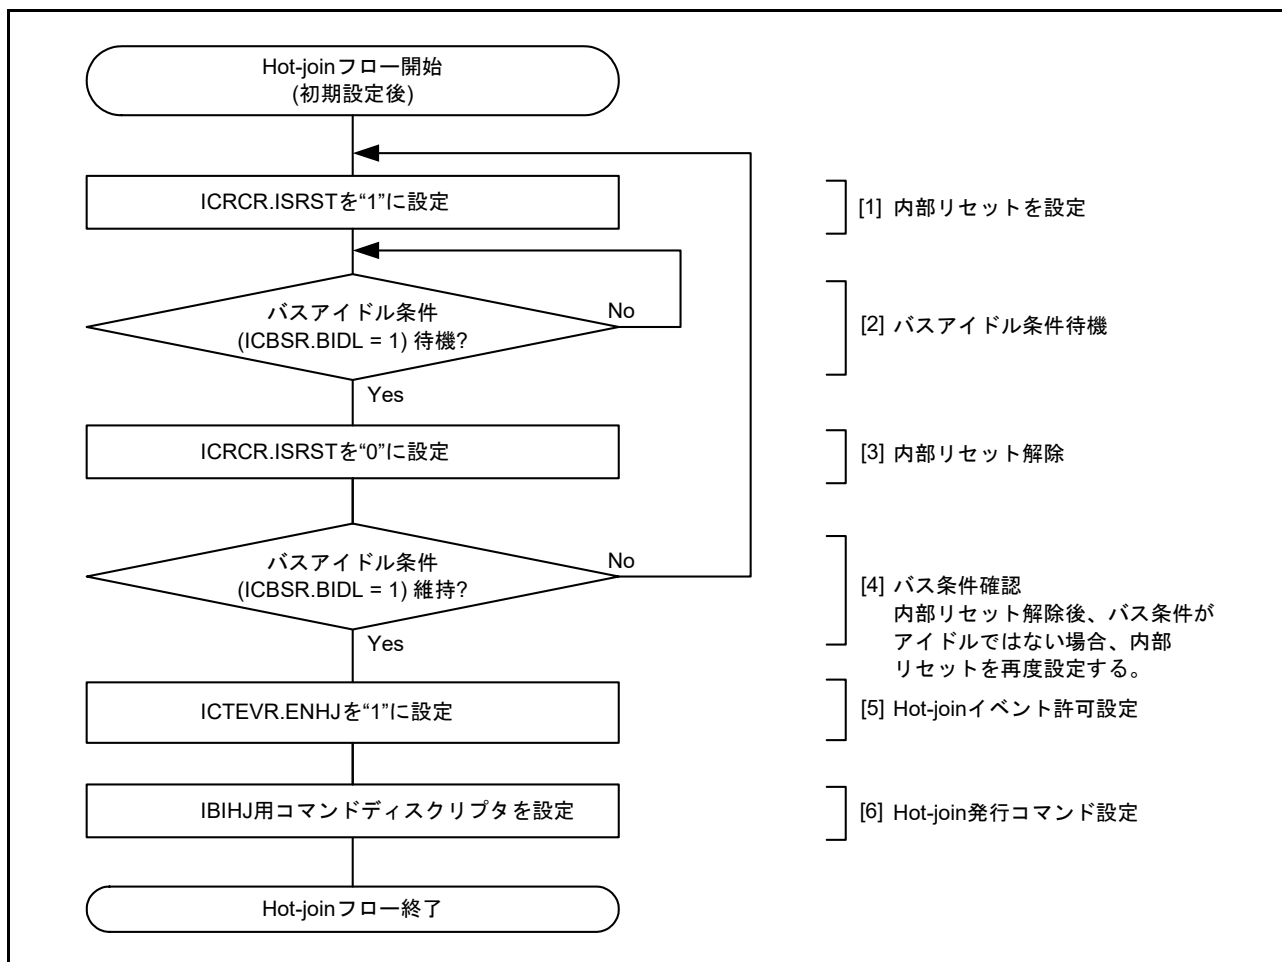 Hot-joinフロー開始
(初期設定後)
ICRCR.ISRSTを“1”に設定
[1] 内部リセットを設定
バスアイドル条件
(ICBSR.BIDL = 1) 待機?
No
[2] バスアイドル条件待機
Yes
ICRCR.ISRSTを“0”に設定
[3] 内部リセット解除
バスアイドル条件
(ICBSR.BIDL = 1) 維持?
No
[4] バス条件確認
内部リセット解除後、バス条件が
アイドルではない場合、内部
リセットを再度設定する。
Yes
ICTEVR.ENHJを“1”に設定
[5] Hot-joinイベント許可設定
IBIHJ用コマンドディスクリプタを設定
[6] Hot-join発行コマンド設定
Hot-joinフロー終了